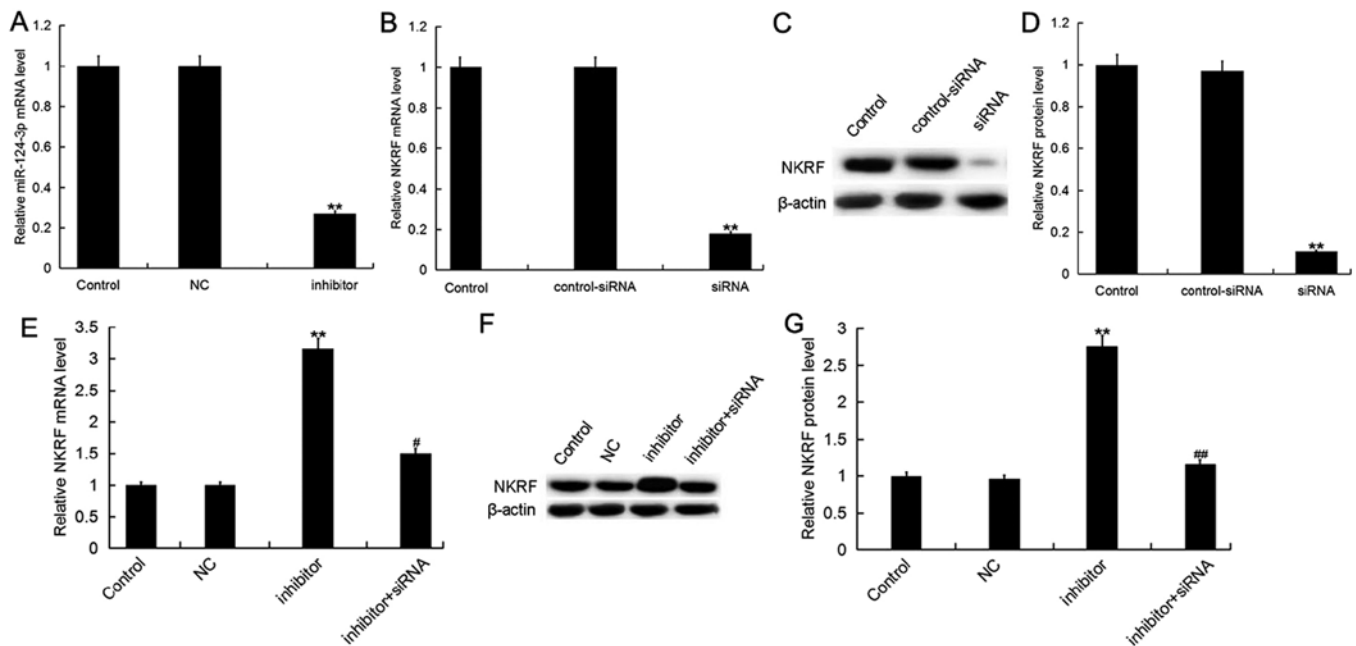 A
Relative miR-124-3p mRNA level
1.2
1
0.8
0.6
0.4
0.2
0
**
Control
NC
inhibitor
B
Relative NKRF mRNA level
1.2
1
0.8
0.6
0.4
0.2
0
**
Control
control-siRNA
siRNA
C
Control
control-siRNA
siRNA
NKRF
β-actin
D
Relative NKRF protein level
1.2
1
0.8
0.6
0.4
0.2
0
**
Control
control-siRNA
siRNA
E
Relative NKRF mRNA level
3.5
3
2.5
2
1.5
1
0.5
0
**
#
Control
NC
inhibitor
inhibitor+siRNA
F
Control
NC
inhibitor
inhibitor+siRNA
NKRF
β-actin
G
Relative NKRF protein level
3
2.5
2
1.5
1
0.5
0
**
##
Control
NC
inhibitor
inhibitor+siRNA